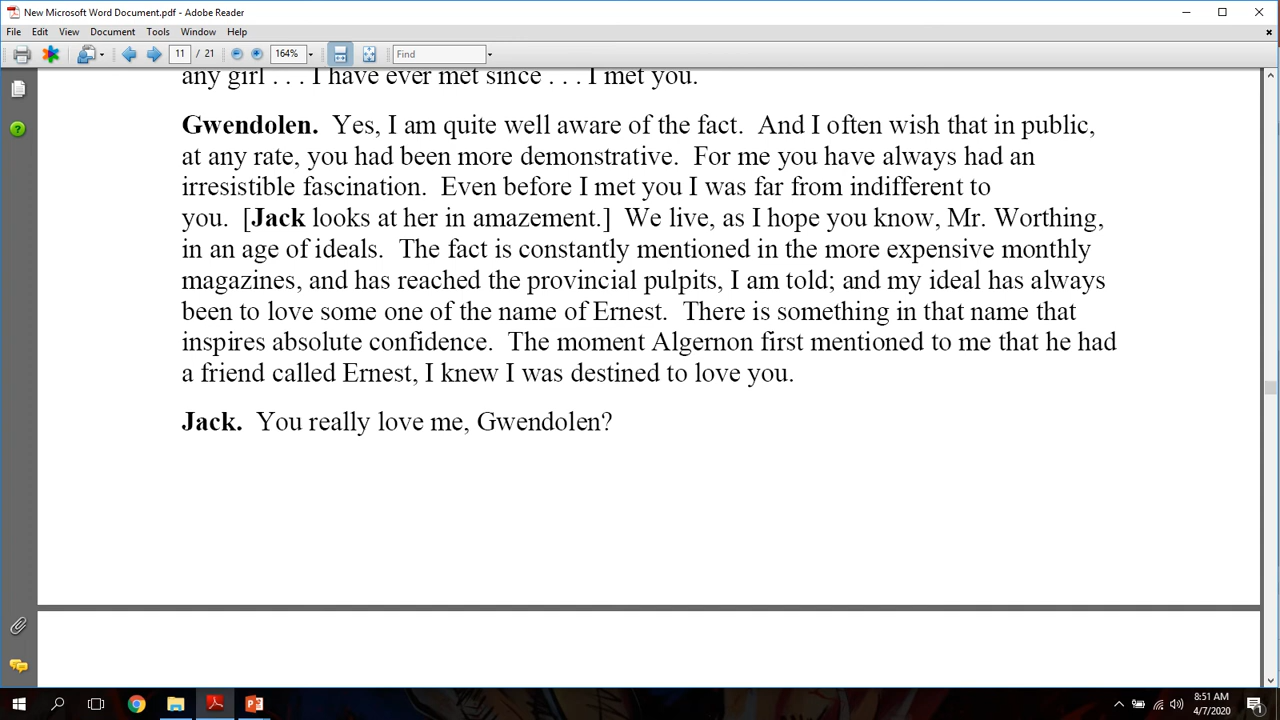 New Microsoft Word Document.pdf - Adobe Reader
File Edit View Document Tools Window Help
11 / 21 164% Find
any girl . . . I have ever met since . . . I met you.
Gwendolen. Yes, I am quite well aware of the fact. And I often wish that in public,
at any rate, you had been more demonstrative. For me you have always had an
irresistible fascination. Even before I met you I was far from indifferent to
you. [Jack looks at her in amazement.] We live, as I hope you know, Mr. Worthing,
in an age of ideals. The fact is constantly mentioned in the more expensive monthly
magazines, and has reached the provincial pulpits, I am told; and my ideal has always
been to love some one of the name of Ernest. There is something in that name that
inspires absolute confidence. The moment Algernon first mentioned to me that he had
a friend called Ernest, I knew I was destined to love you.
Jack. You really love me, Gwendolen?
8:51 AM
4/7/2020